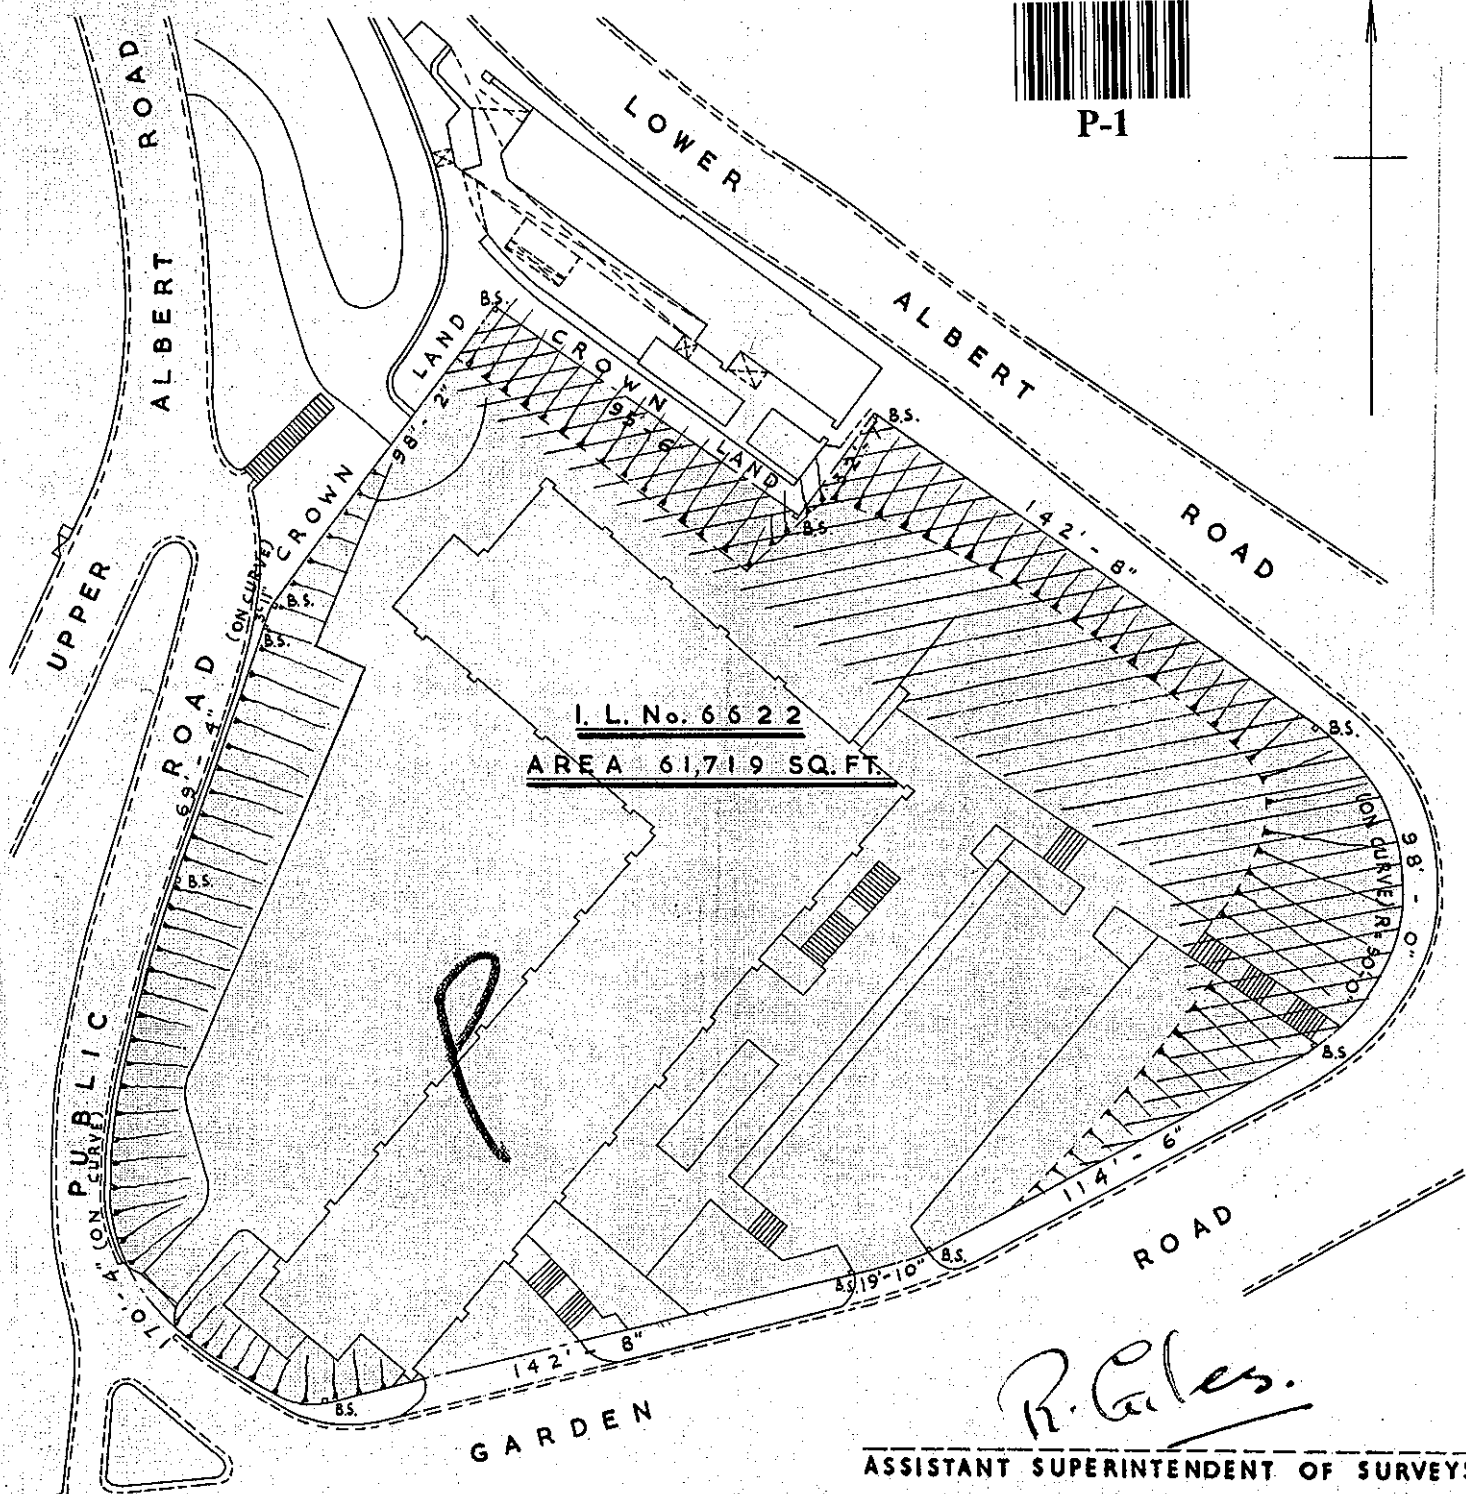 P-1
UPPER ALBERT ROAD
LOWER ALBERT ROAD
B.S.
CROWN LAND
98'- 2"
CROWN LAND
95'-6"
B.S.
B.S.
142'- 8"
B.S.
(ON CURVE)
B.S.
B.S.
69'- 4"
B.S.
PUBLIC ROAD
I. L. No. 6622
AREA 61,719 SQ. FT.
98'- 0"
(ON CURVE) R= 50'-0"
B.S.
114'- 6"
B.S.
B.S.
19'-10"
142'- 8"
B.S.
170'-4" (ON CURVE)
P
GARDEN ROAD
R. Giles.
ASSISTANT SUPERINTENDENT OF SURVEYS